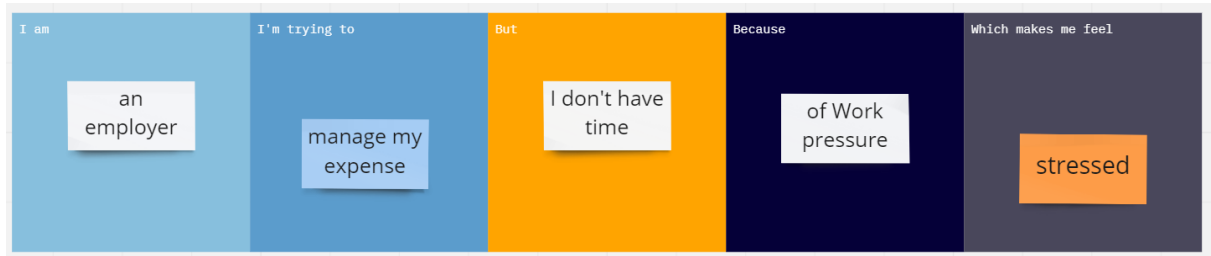 I am
an
employer
I'm trying to
manage my
expense
But
I don't have
time
Because
of Work
pressure
Which makes me feel
stressed